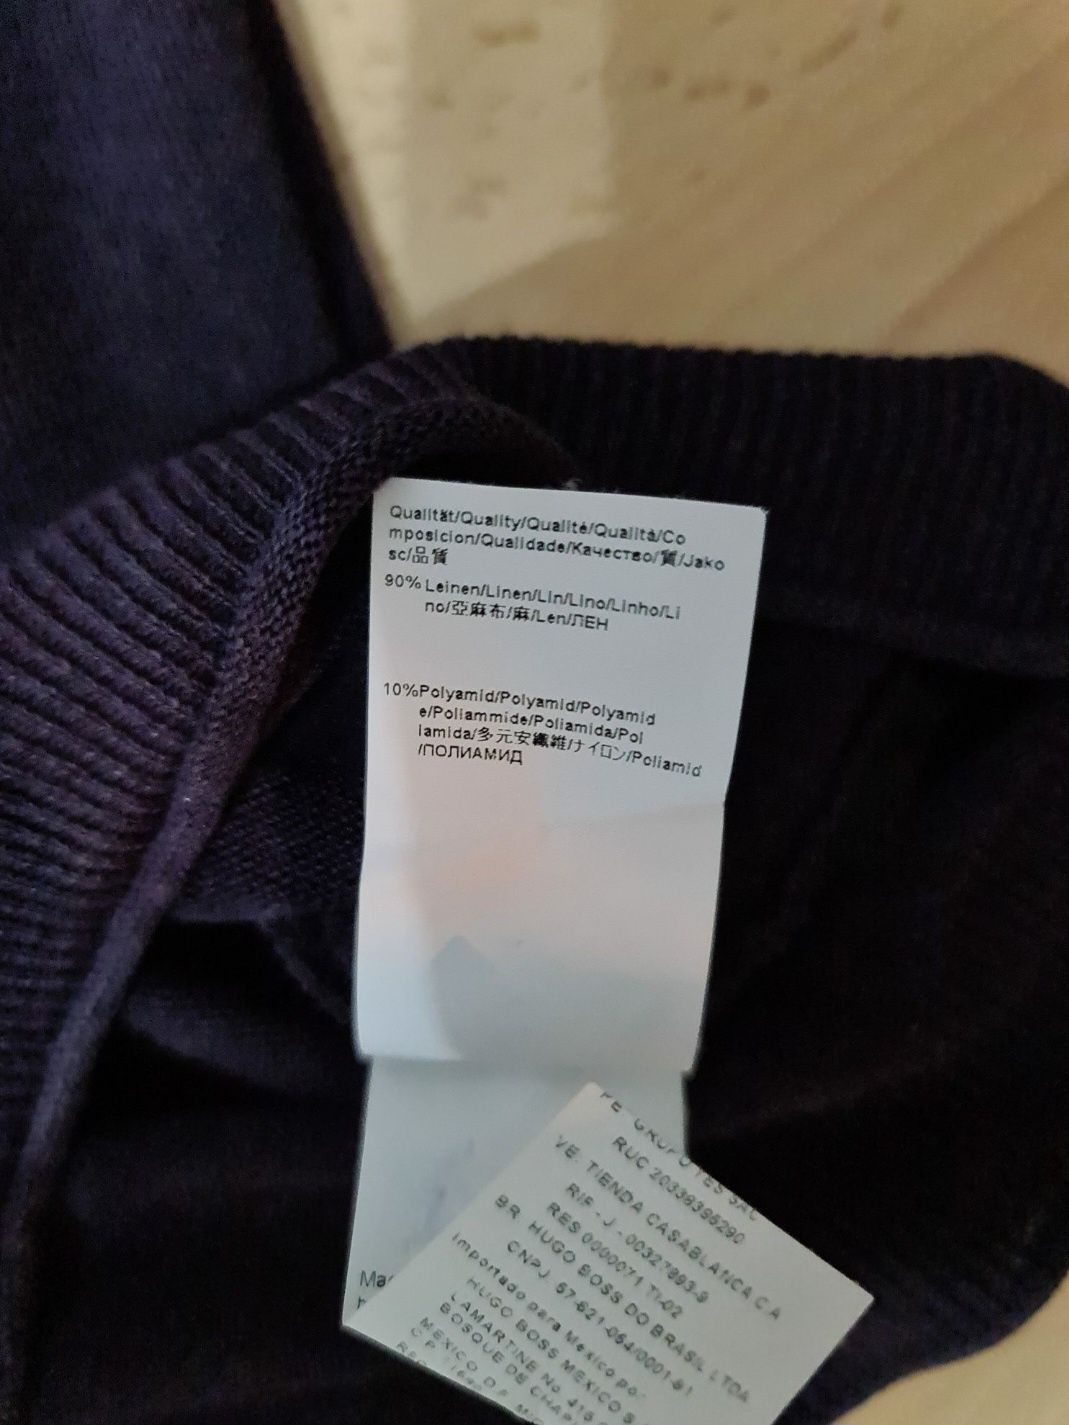 Qualität/Quality/Qualité/Qualità/Co
mposicion/Qualidade/Качество/質/Jako
sc/品質
90% Leinen/Linen/Lin/Lino/Linho/Li
no/亞麻布/麻/Len/ЛЕН
10%Polyamid/Polyamid/Polyamid
e/Poliammide/Poliamida/Pol
iamida/多元安纖維/ナイロン/Poliamid
/ПОЛИАМИД
PE GRUPO YES SAC
RUC 20338395290
VE. TIENDA CASABLANCA C A
RIF - J - 00327893-9
RES 0000071 TI-02
BR. HUGO BOSS DO BRASIL LTDA
CNPJ. 67-621-054/0001-61
Importado para Mexico por
HUGO BOSS MEXICO S
LAMARTINE No. 415
BOSQUE DE CHAP
MEXICO, D.F.
C.P.